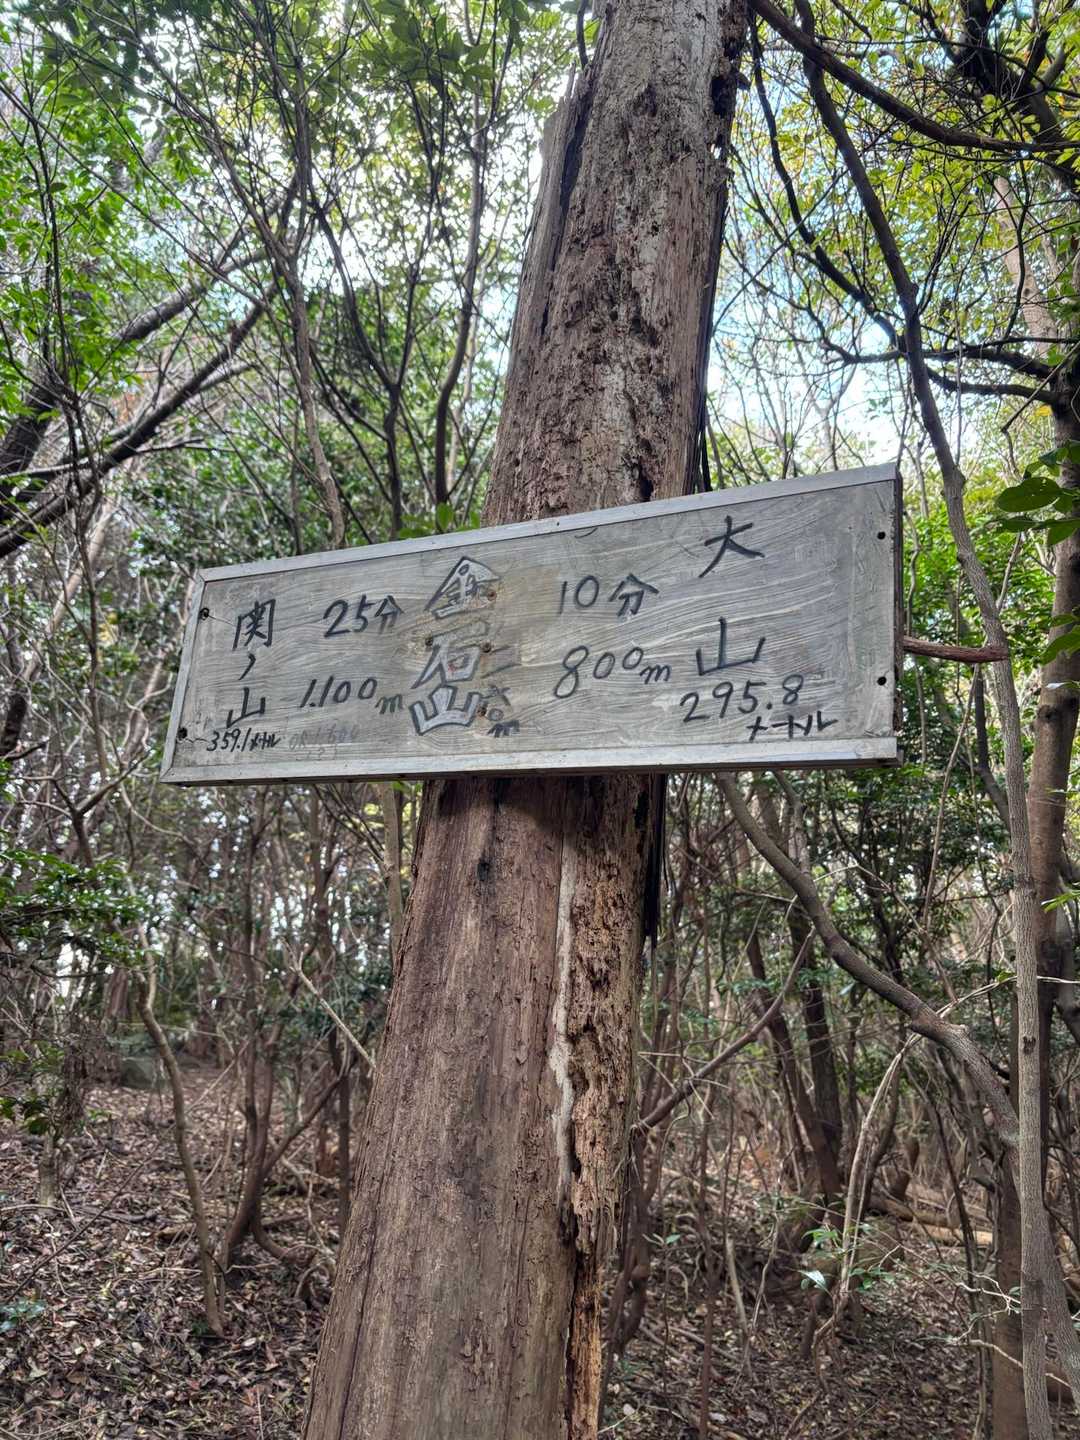 関ノ山
359.1メートル
25分
1.100m
石山
10分
800m
大山
295.8
メートル